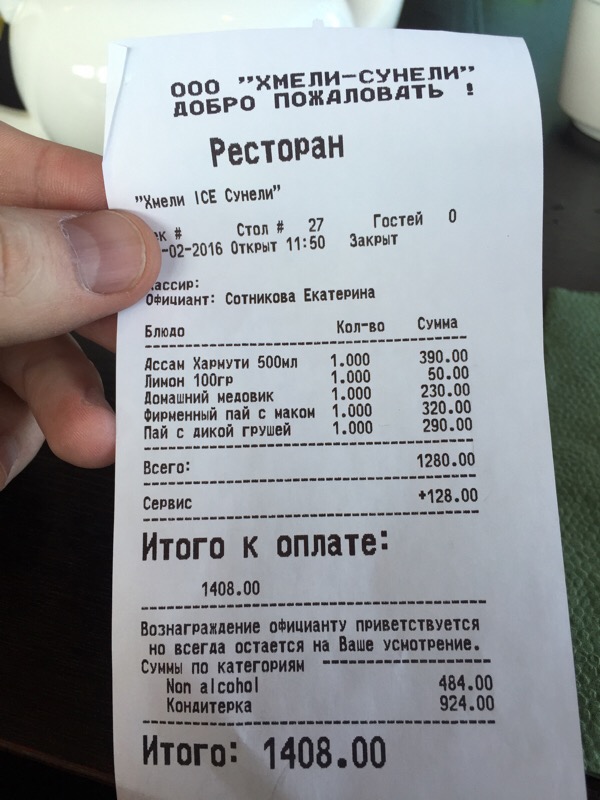 ООО "ХМЕЛИ-СУНЕЛИ"
ДОБРО ПОЖАЛОВАТЬ !
Ресторан
"Хмели ICE Сунели"
ек # Стол # 27 Гостей 0
-02-2016 Открыт 11:50 Закрыт
ассир:
Официант: Сотникова Екатерина
Блюдо Кол-во Сумма
Ассам Хармути 500мл 1.000 390.00
Лимон 100гр 1.000 50.00
Домашний медовик 1.000 230.00
Фирменный пай с маком 1.000 320.00
Пай с дикой грушей 1.000 290.00
Всего: 1280.00
Сервис +128.00
Итого к оплате:
1408.00
Вознаграждение официанту приветствуется
но всегда остается на Ваше усмотрение.
Суммы по категориям
Non alcohol 484.00
Кондитерка 924.00
Итого: 1408.00